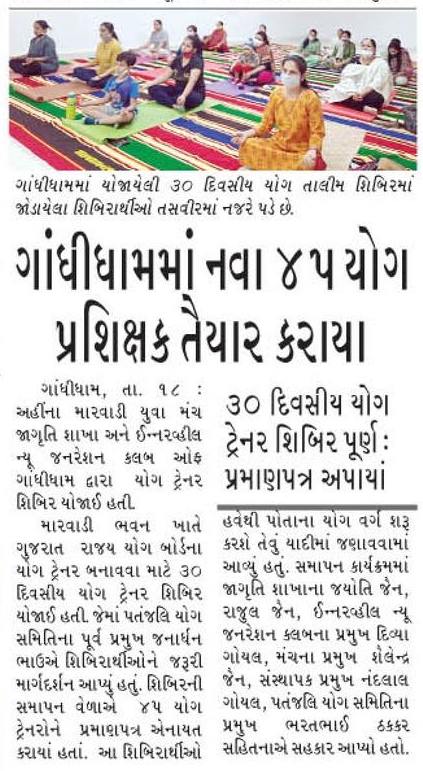 ગાંધીધામમાં યોજાયેલી ૩૦ દિવસીય યોગ તાલીમ શિબિરમાં
જોડાયેલા શિબિરાર્થીઓ તસવીરમાં નજરે પડે છે.
ગાંધીધામમાં નવા ૪૫ યોગ
પ્રશિક્ષક તૈયાર કરાયા
ગાંધીધામ, તા. ૧૮ :
અહીંના મારવાડી યુવા મંચ
જાગૃતિ શાખા અને ઈન્નરવ્હીલ
ન્યૂ જનરેશન કલબ ઓફ
ગાંધીધામ દ્વારા યોગ ટ્રેનર
શિબિર યોજાઈ હતી.
મારવાડી ભવન ખાતે
ગુજરાત રાજય યોગ બોર્ડના
યોગ ટ્રેનર બનાવવા માટે ૩૦
દિવસીય યોગ ટ્રેનર શિબિર
યોજાઈ હતી. જેમાં પતંજલિ યોગ
સમિતિના પૂર્વ પ્રમુખ જનાર્ધન
ભાઉએ શિબિરાર્થીઓને જરૂરી
માર્ગદર્શન આપ્યું હતું. શિબિરની
સમાપન વેળાએ ૪૫ યોગ
ટ્રેનરોને પ્રમાણપત્ર એનાયત
કરાયાં હતાં. આ શિબિરાર્થીઓ
૩૦ દિવસીય યોગ
ટ્રેનર શિબિર પૂર્ણ :
પ્રમાણપત્ર અપાયાં
હવેથી પોતાના યોગ વર્ગ શરૂ
કરશે તેવું યાદીમાં જણાવવામાં
આવ્યું હતું. સમાપન કાર્યક્રમમાં
જાગૃતિ શાખાના જયોતિ જૈન,
રાજુલ જૈન, ઈન્નરવ્હીલ ન્યૂ
જનરેશન કલબના પ્રમુખ દિવ્યા
ગોયલ, મંચના પ્રમુખ શૈલેન્દ્ર
જૈન, સંસ્થાપક પ્રમુખ નંદલાલ
ગોયલ, પતંજલિ યોગ સમિતિના
પ્રમુખ ભરતભાઈ ઠકકર
સહિતનાએ સહકાર આપ્યો હતો.